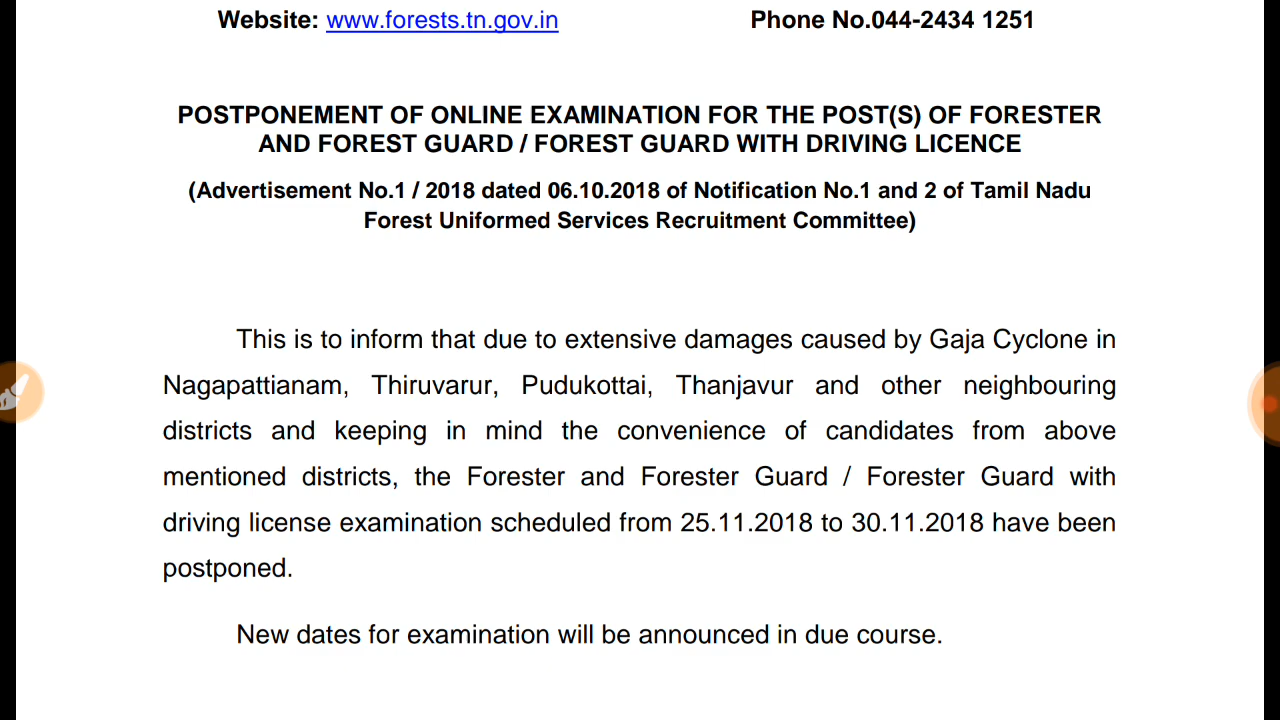 Website: www.forests.tn.gov.in Phone No.044-2434 1251
POSTPONEMENT OF ONLINE EXAMINATION FOR THE POST(S) OF FORESTER
AND FOREST GUARD / FOREST GUARD WITH DRIVING LICENCE
(Advertisement No.1 / 2018 dated 06.10.2018 of Notification No.1 and 2 of Tamil Nadu
Forest Uniformed Services Recruitment Committee)
This is to inform that due to extensive damages caused by Gaja Cyclone in
Nagapattianam, Thiruvarur, Pudukottai, Thanjavur and other neighbouring
districts and keeping in mind the convenience of candidates from above
mentioned districts, the Forester and Forester Guard / Forester Guard with
driving license examination scheduled from 25.11.2018 to 30.11.2018 have been
postponed.
New dates for examination will be announced in due course.